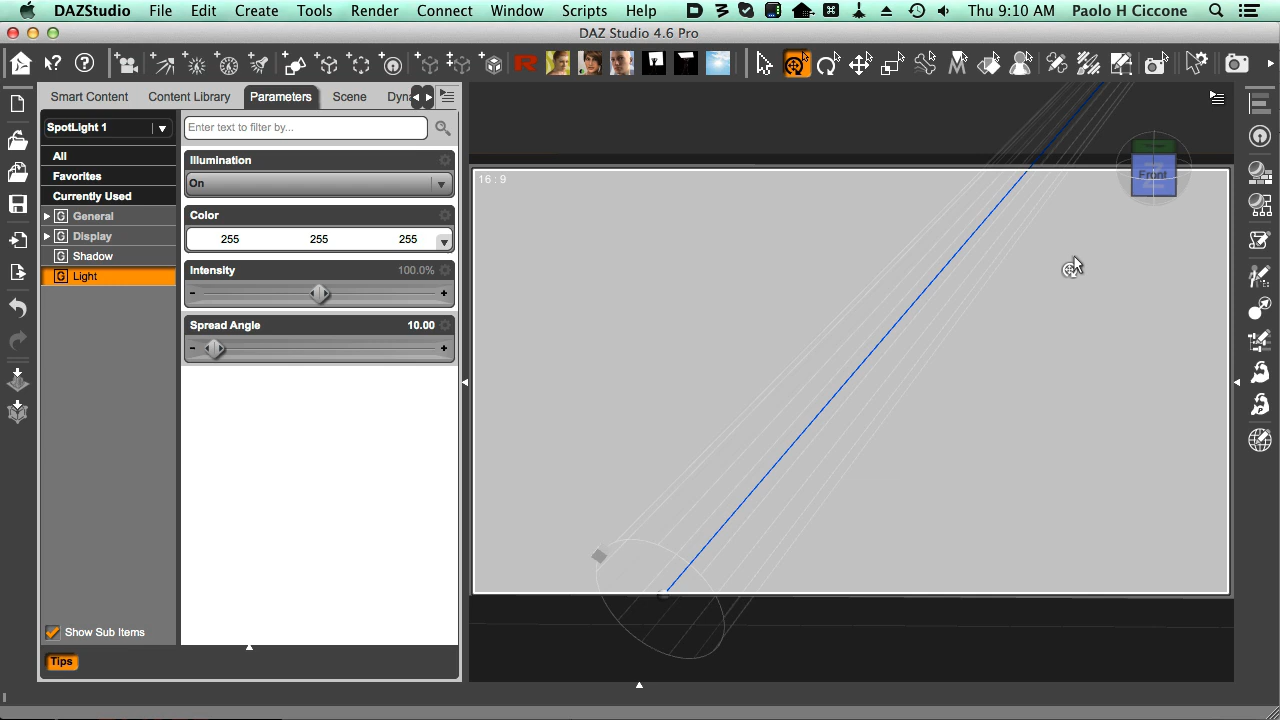 DAZStudio File Edit Create Tools Render Connect Window Scripts Help Thu 9:10 AM Paolo H Ciccone
DAZ Studio 4.6 Pro
Smart Content Content Library Parameters Scene Dyna
SpotLight 1
Enter text to filter by...
All
Favorites
Currently Used
G General
G Display
G Shadow
G Light
Illumination
On
Color
255 255 255
Intensity 100.0%
- +
Spread Angle 10.00
- +
16 : 9
Front
Show Sub Items
Tips